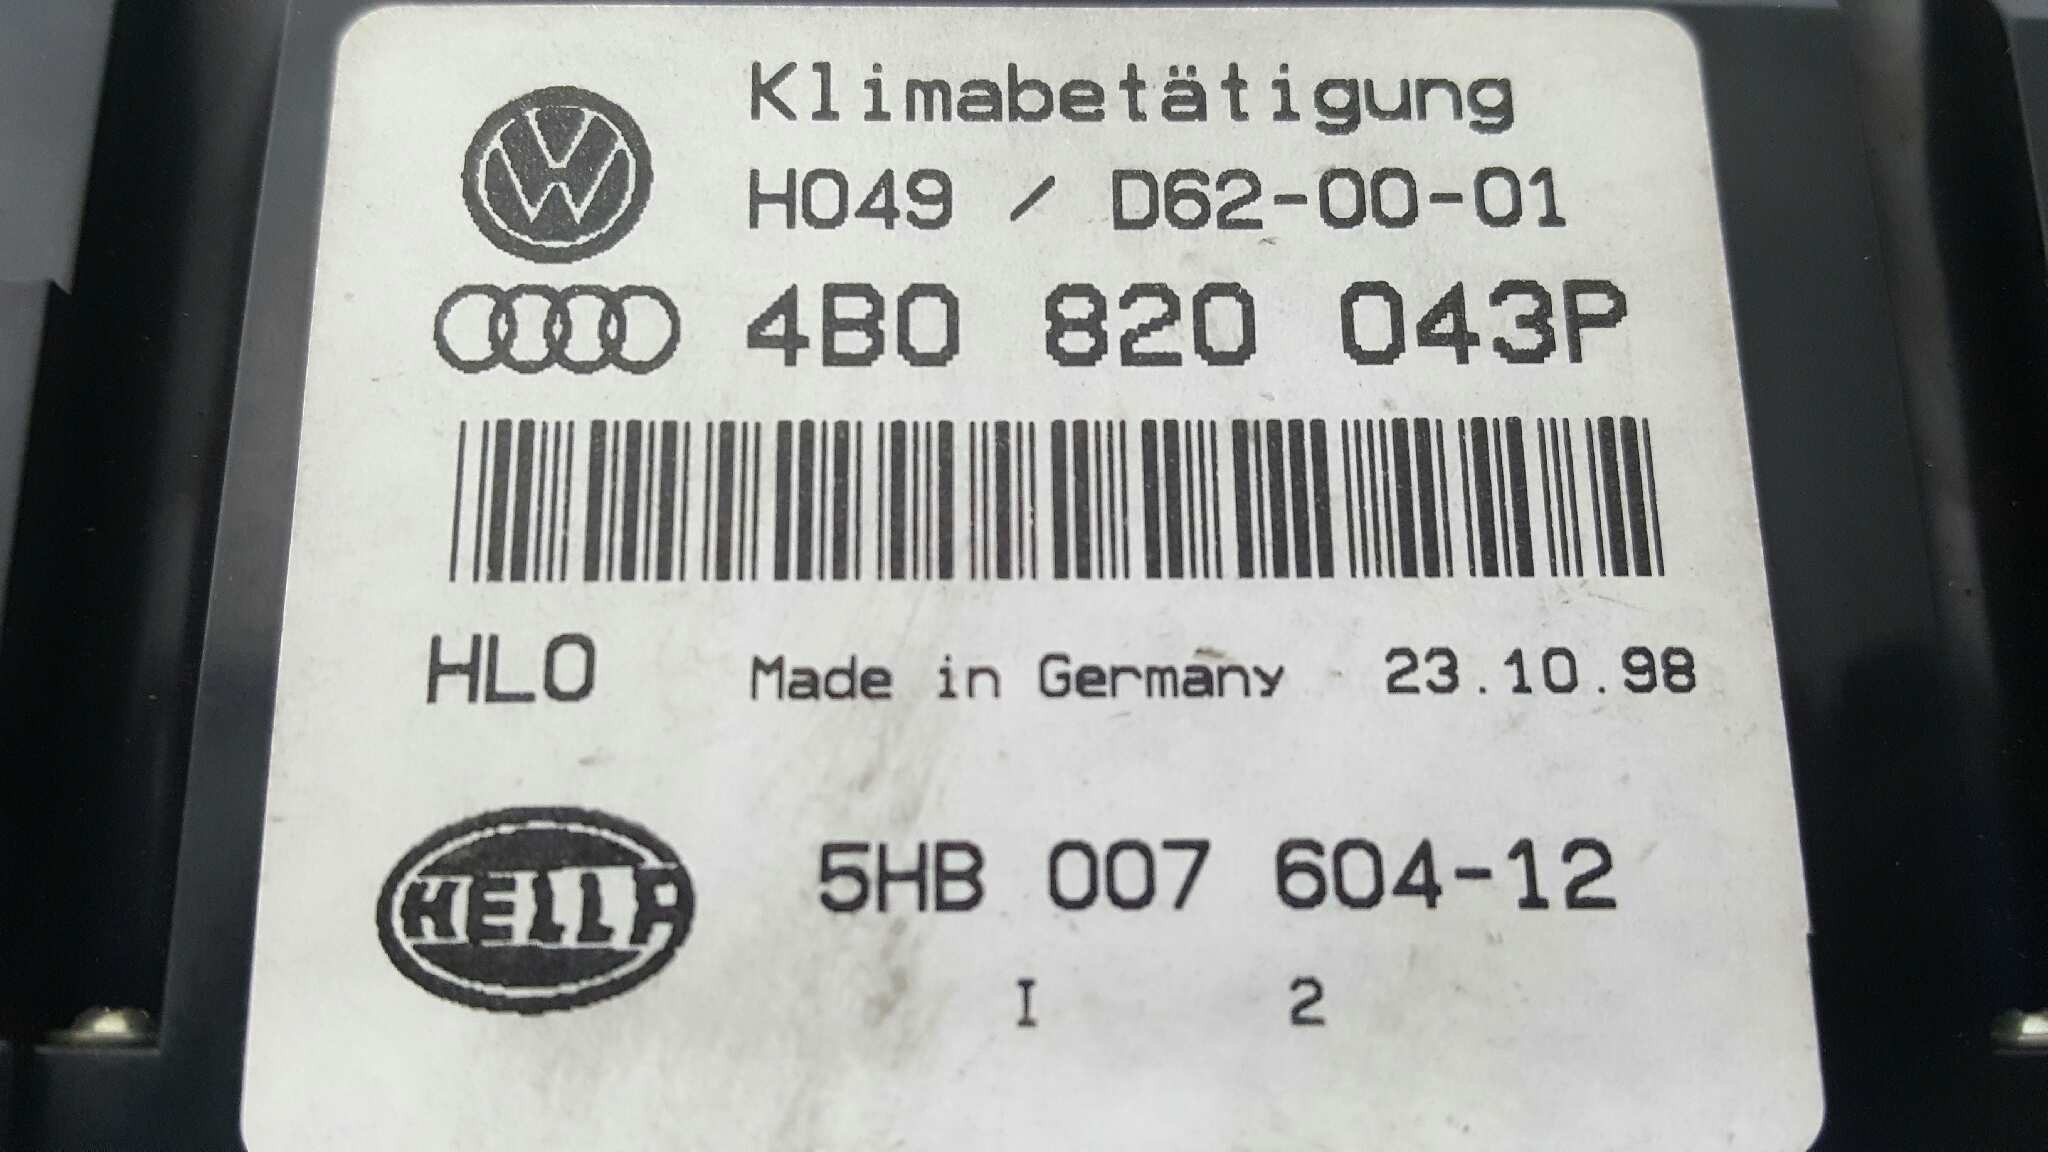 Klimabetätigung
H049 / D62-00-01
4B0 820 043P
HLO Made in Germany 23.10.98
HELLA 5HB 007 604-12
I 2